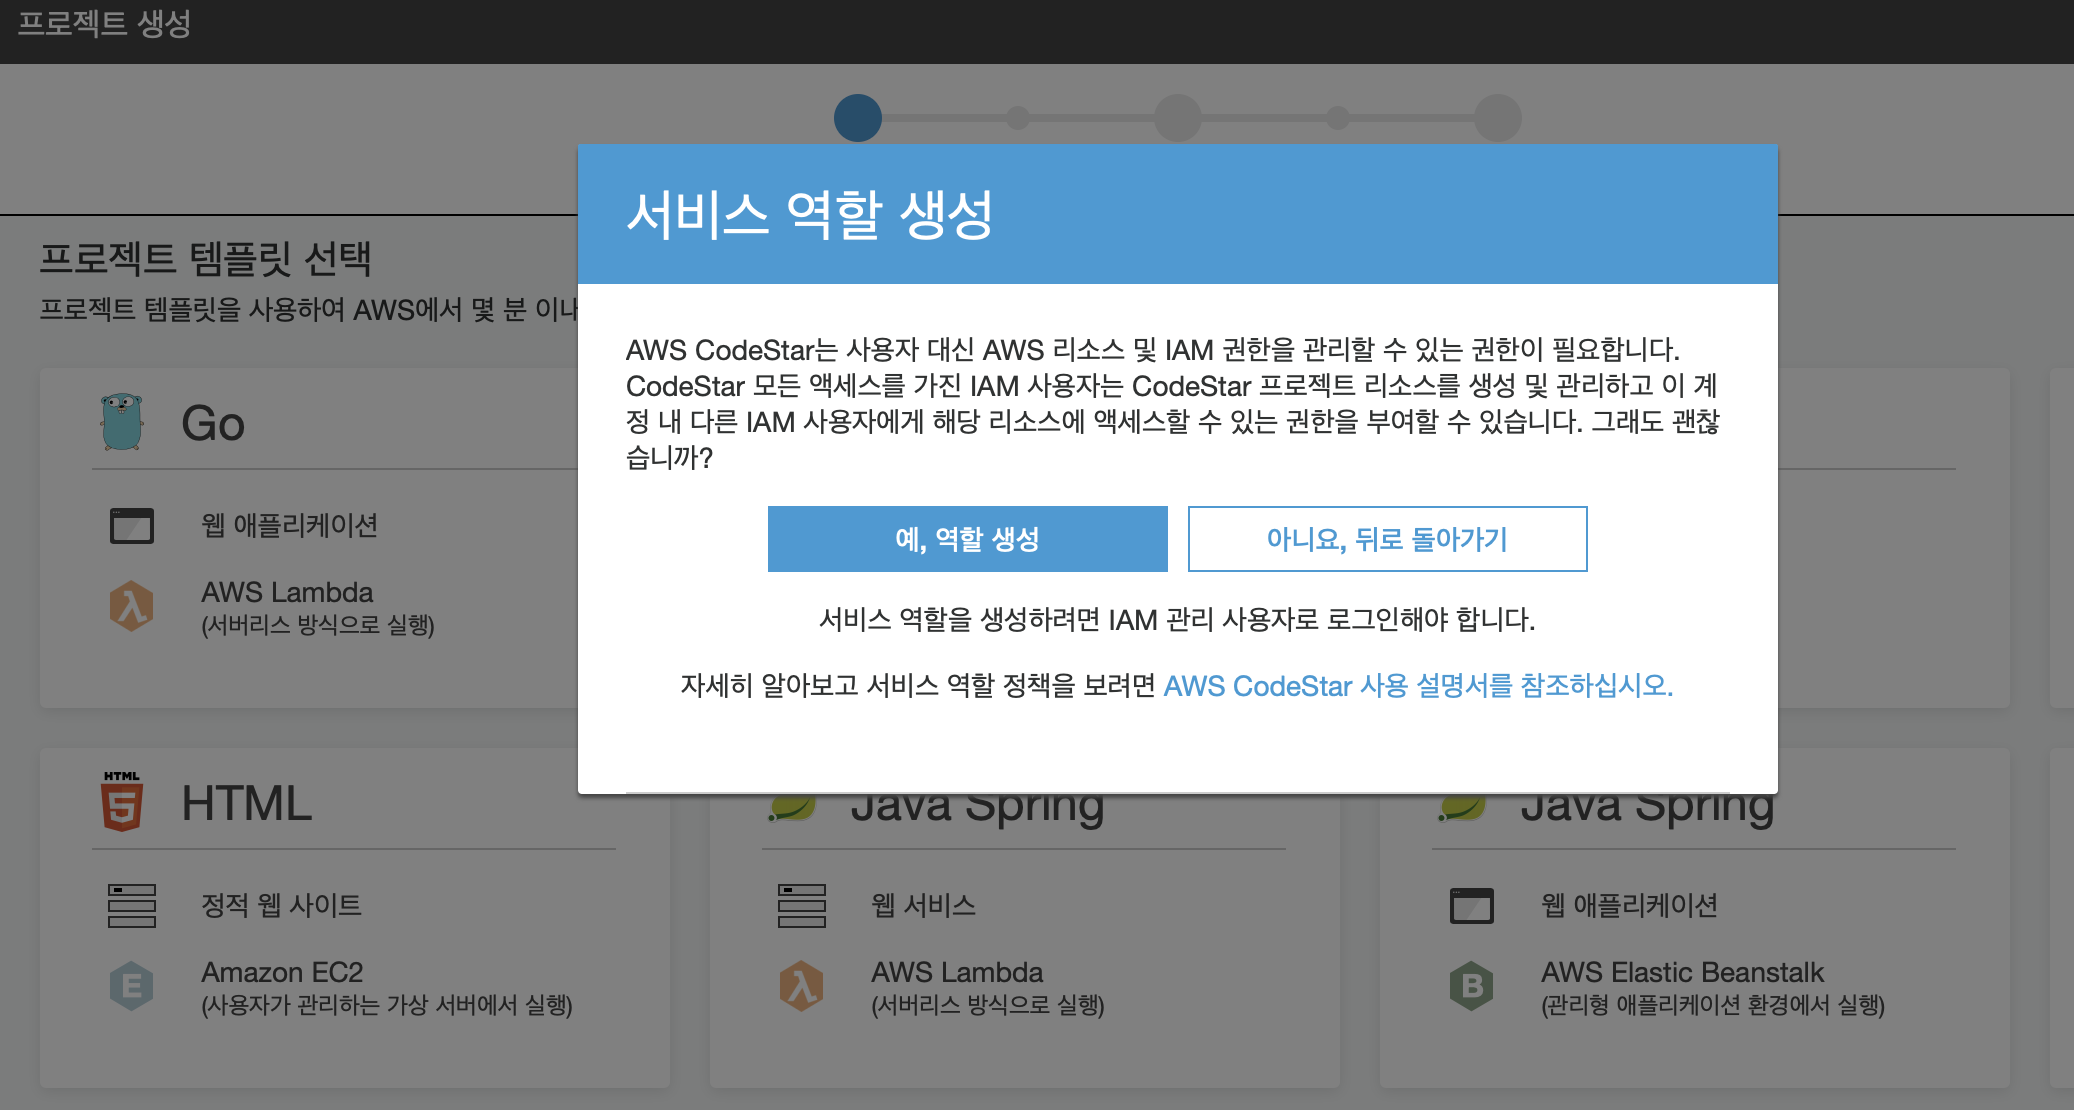 프로젝트 생성
서비스 역할 생성
프로젝트 템플릿 선택
프로젝트 템플릿을 사용하여 AWS에서 몇 분 이내
AWS CodeStar는 사용자 대신 AWS 리소스 및 IAM 권한을 관리할 수 있는 권한이 필요합니다.
CodeStar 모든 액세스를 가진 IAM 사용자는 CodeStar 프로젝트 리소스를 생성 및 관리하고 이 계
정 내 다른 IAM 사용자에게 해당 리소스에 액세스할 수 있는 권한을 부여할 수 있습니다. 그래도 괜찮
습니까?
예, 역할 생성
아니요, 뒤로 돌아가기
서비스 역할을 생성하려면 IAM 관리 사용자로 로그인해야 합니다.
자세히 알아보고 서비스 역할 정책을 보려면 AWS CodeStar 사용 설명서를 참조하십시오.
Go
웹 애플리케이션
AWS Lambda
(서버리스 방식으로 실행)
HTML
5
HTML
정적 웹 사이트
E
Amazon EC2
(사용자가 관리하는 가상 서버에서 실행)
Java Spring
웹 서비스
AWS Lambda
(서버리스 방식으로 실행)
Java Spring
웹 애플리케이션
B
AWS Elastic Beanstalk
(관리형 애플리케이션 환경에서 실행)